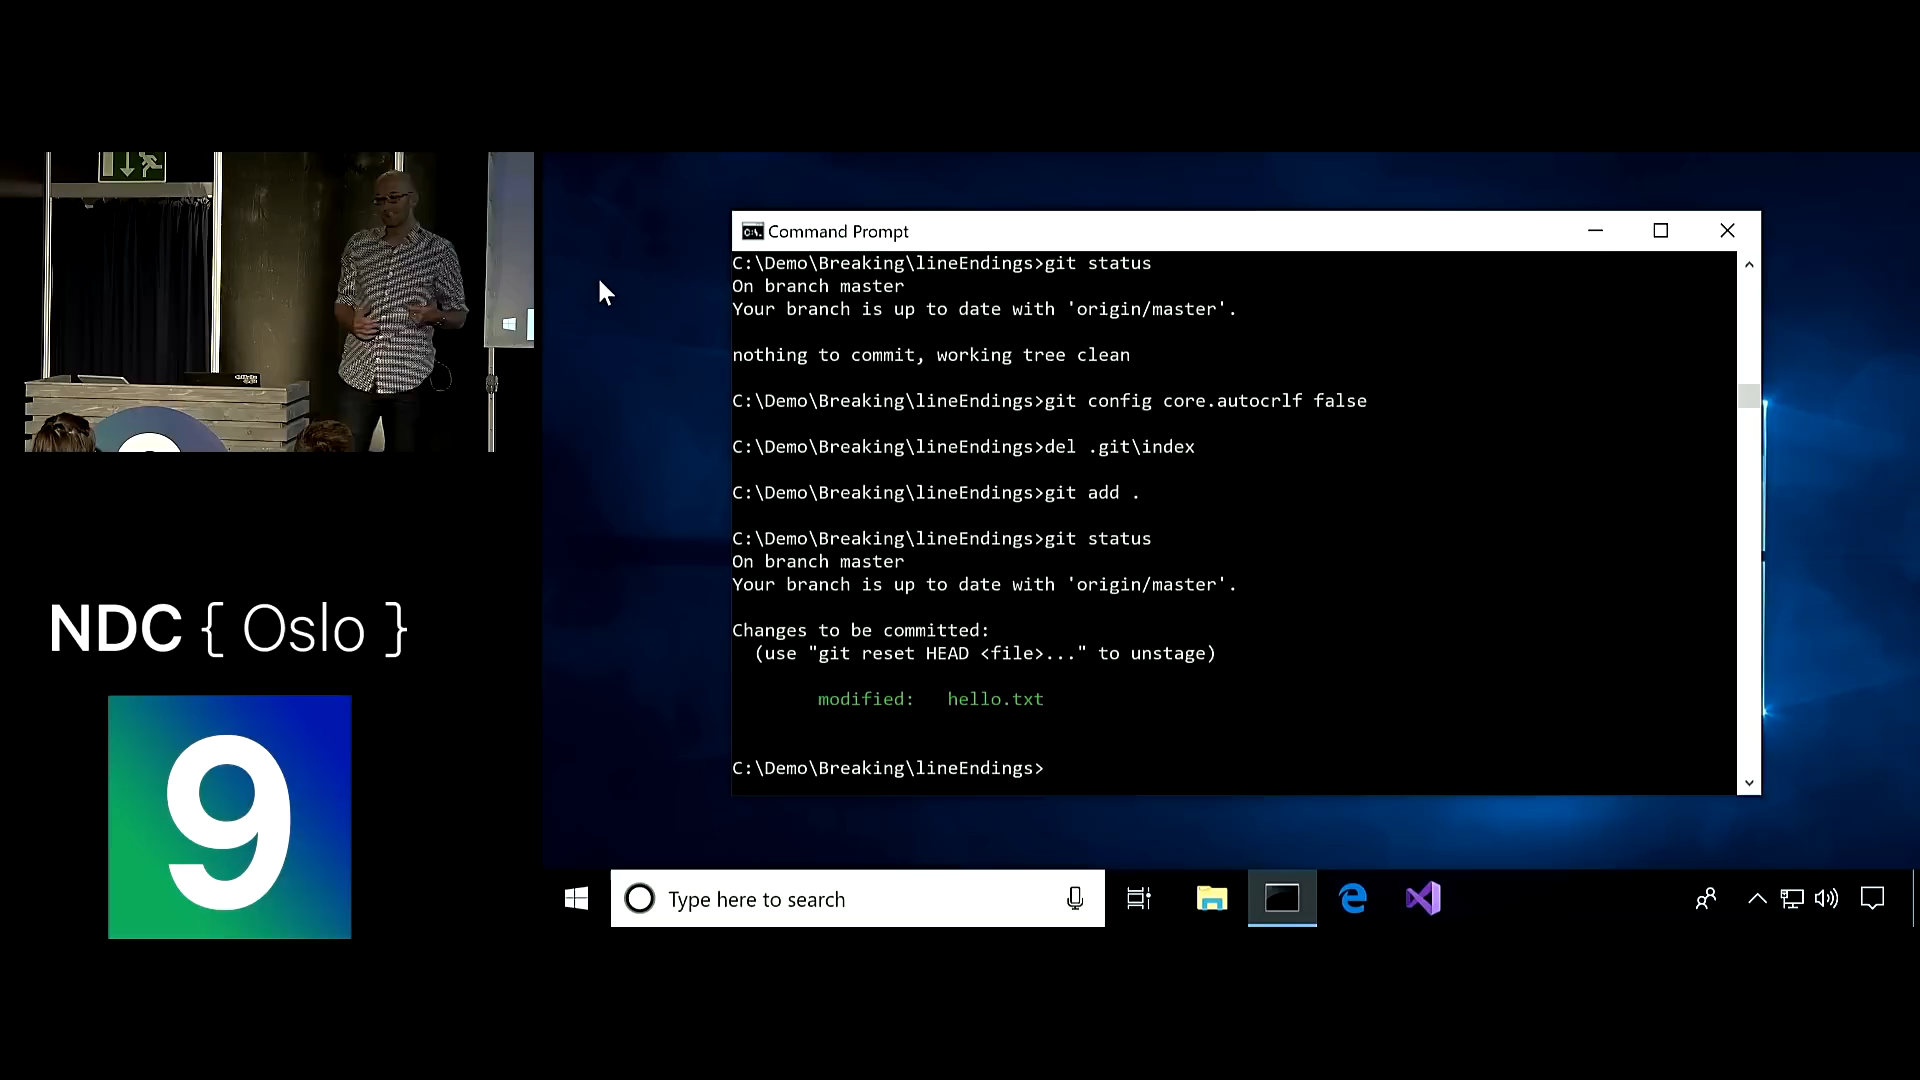 Command Prompt
C:\Demo\Breaking\lineEndings>git status
On branch master
Your branch is up to date with 'origin/master'.
nothing to commit, working tree clean
C:\Demo\Breaking\lineEndings>git config core.autocrlf false
C:\Demo\Breaking\lineEndings>del .git\index
C:\Demo\Breaking\lineEndings>git add .
C:\Demo\Breaking\lineEndings>git status
On branch master
Your branch is up to date with 'origin/master'.
Changes to be committed:
(use "git reset HEAD <file>..." to unstage)
modified:   hello.txt
C:\Demo\Breaking\lineEndings>
NDC { Oslo }
9
Type here to search